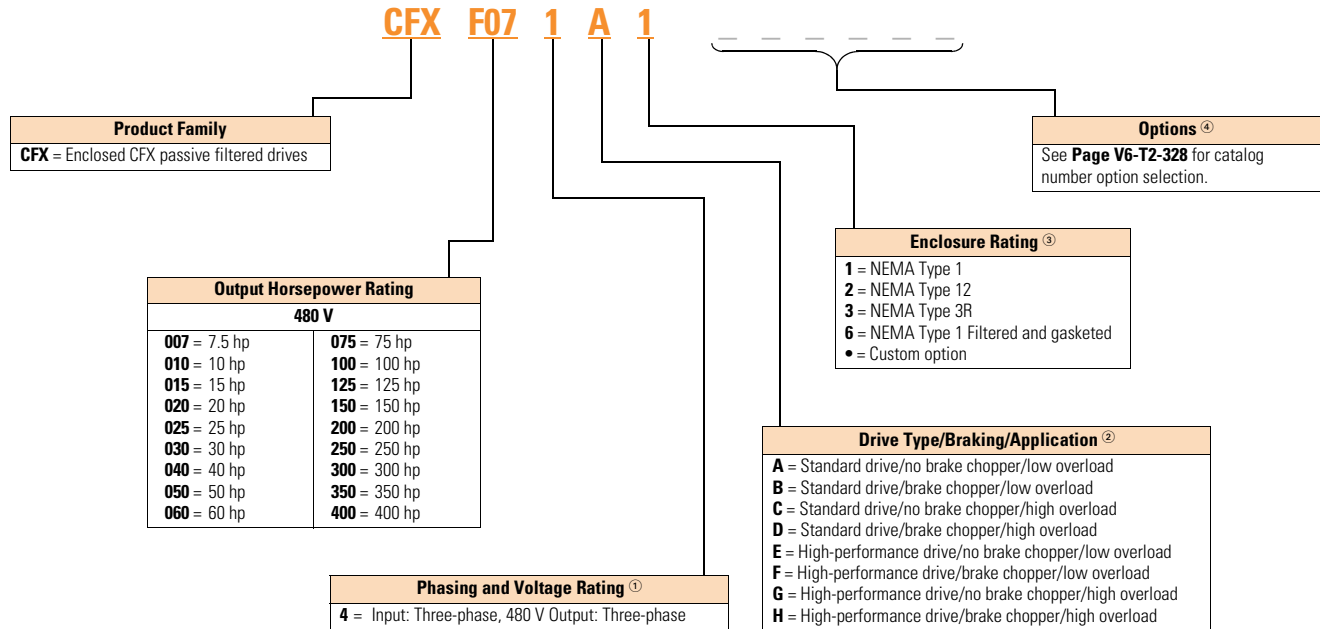 CFX F07 1 A 1 _ _ _ _ _ _
Product Family
CFX = Enclosed CFX passive filtered drives
Options ④
See Page V6-T2-328 for catalog
number option selection.
Enclosure Rating ③
1 = NEMA Type 1
2 = NEMA Type 12
3 = NEMA Type 3R
6 = NEMA Type 1 Filtered and gasketed
• = Custom option
Output Horsepower Rating
480 V
007 = 7.5 hp
010 = 10 hp
015 = 15 hp
020 = 20 hp
025 = 25 hp
030 = 30 hp
040 = 40 hp
050 = 50 hp
060 = 60 hp
075 = 75 hp
100 = 100 hp
125 = 125 hp
150 = 150 hp
200 = 200 hp
250 = 250 hp
300 = 300 hp
350 = 350 hp
400 = 400 hp
Drive Type/Braking/Application ②
A = Standard drive/no brake chopper/low overload
B = Standard drive/brake chopper/low overload
C = Standard drive/no brake chopper/high overload
D = Standard drive/brake chopper/high overload
E = High-performance drive/no brake chopper/low overload
F = High-performance drive/brake chopper/low overload
G = High-performance drive/no brake chopper/high overload
H = High-performance drive/brake chopper/high overload
Phasing and Voltage Rating ①
4 = Input: Three-phase, 480 V Output: Three-phase